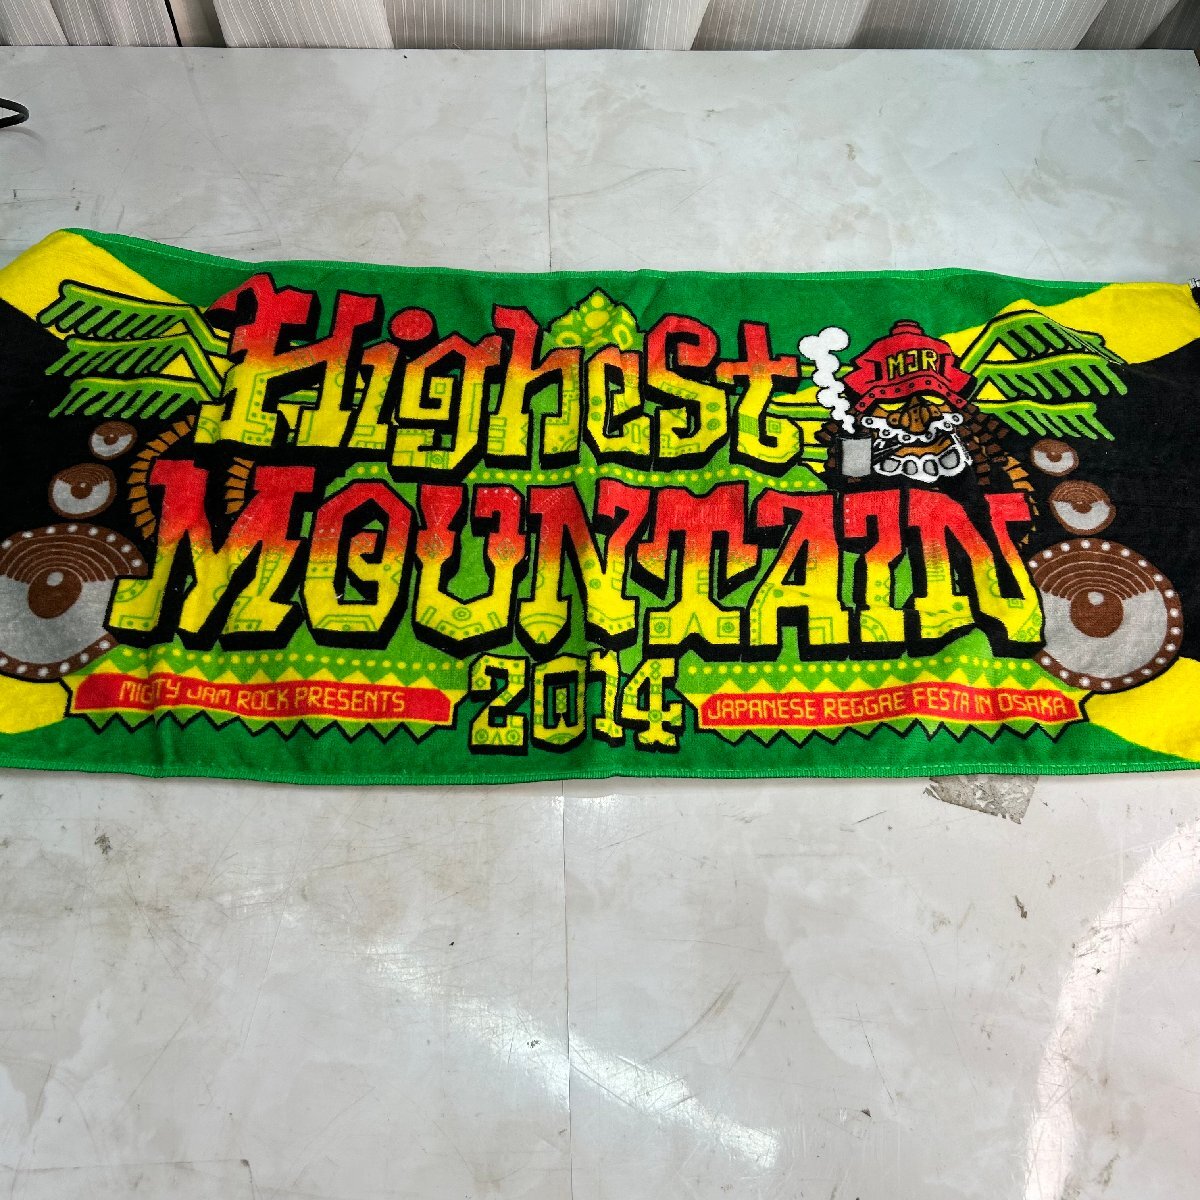 Highest
MJR
MOUNTAIN
2014
MIGHTY JAM ROCK PRESENTS
JAPANESE REGGAE FESTA IN OSAKA